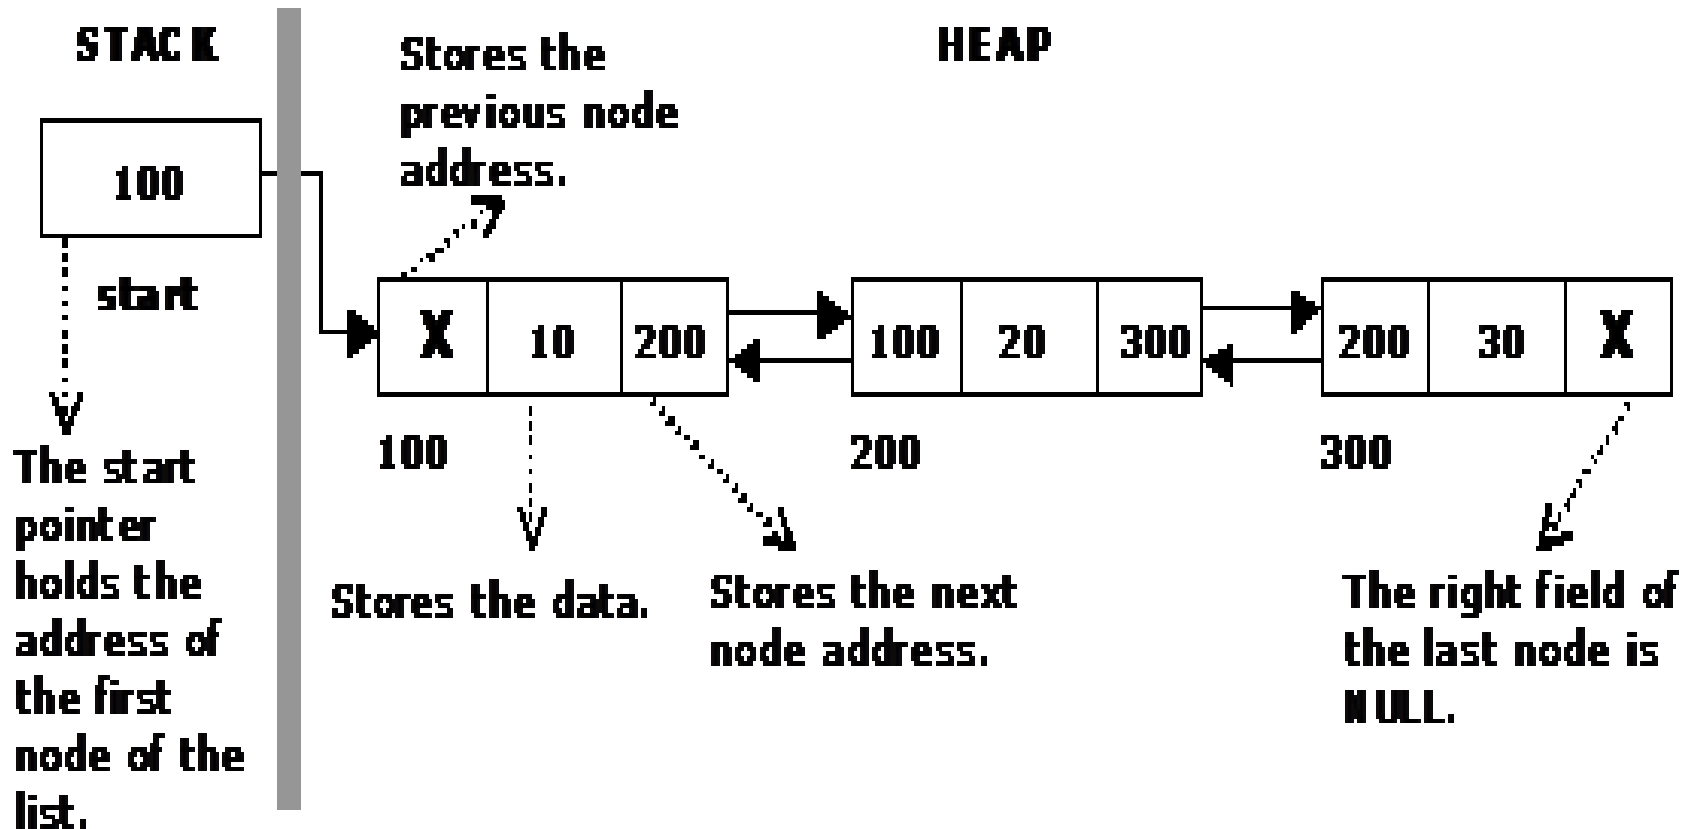 STACK
HEAP
Stores the
previous node
address.
100
start
X 10 200
100 20 300
200 30 X
100
200
300
The start
pointer
holds the
address of
the first
node of the
list.
Stores the data.
Stores the next
node address.
The right field of
the last node is
NULL.